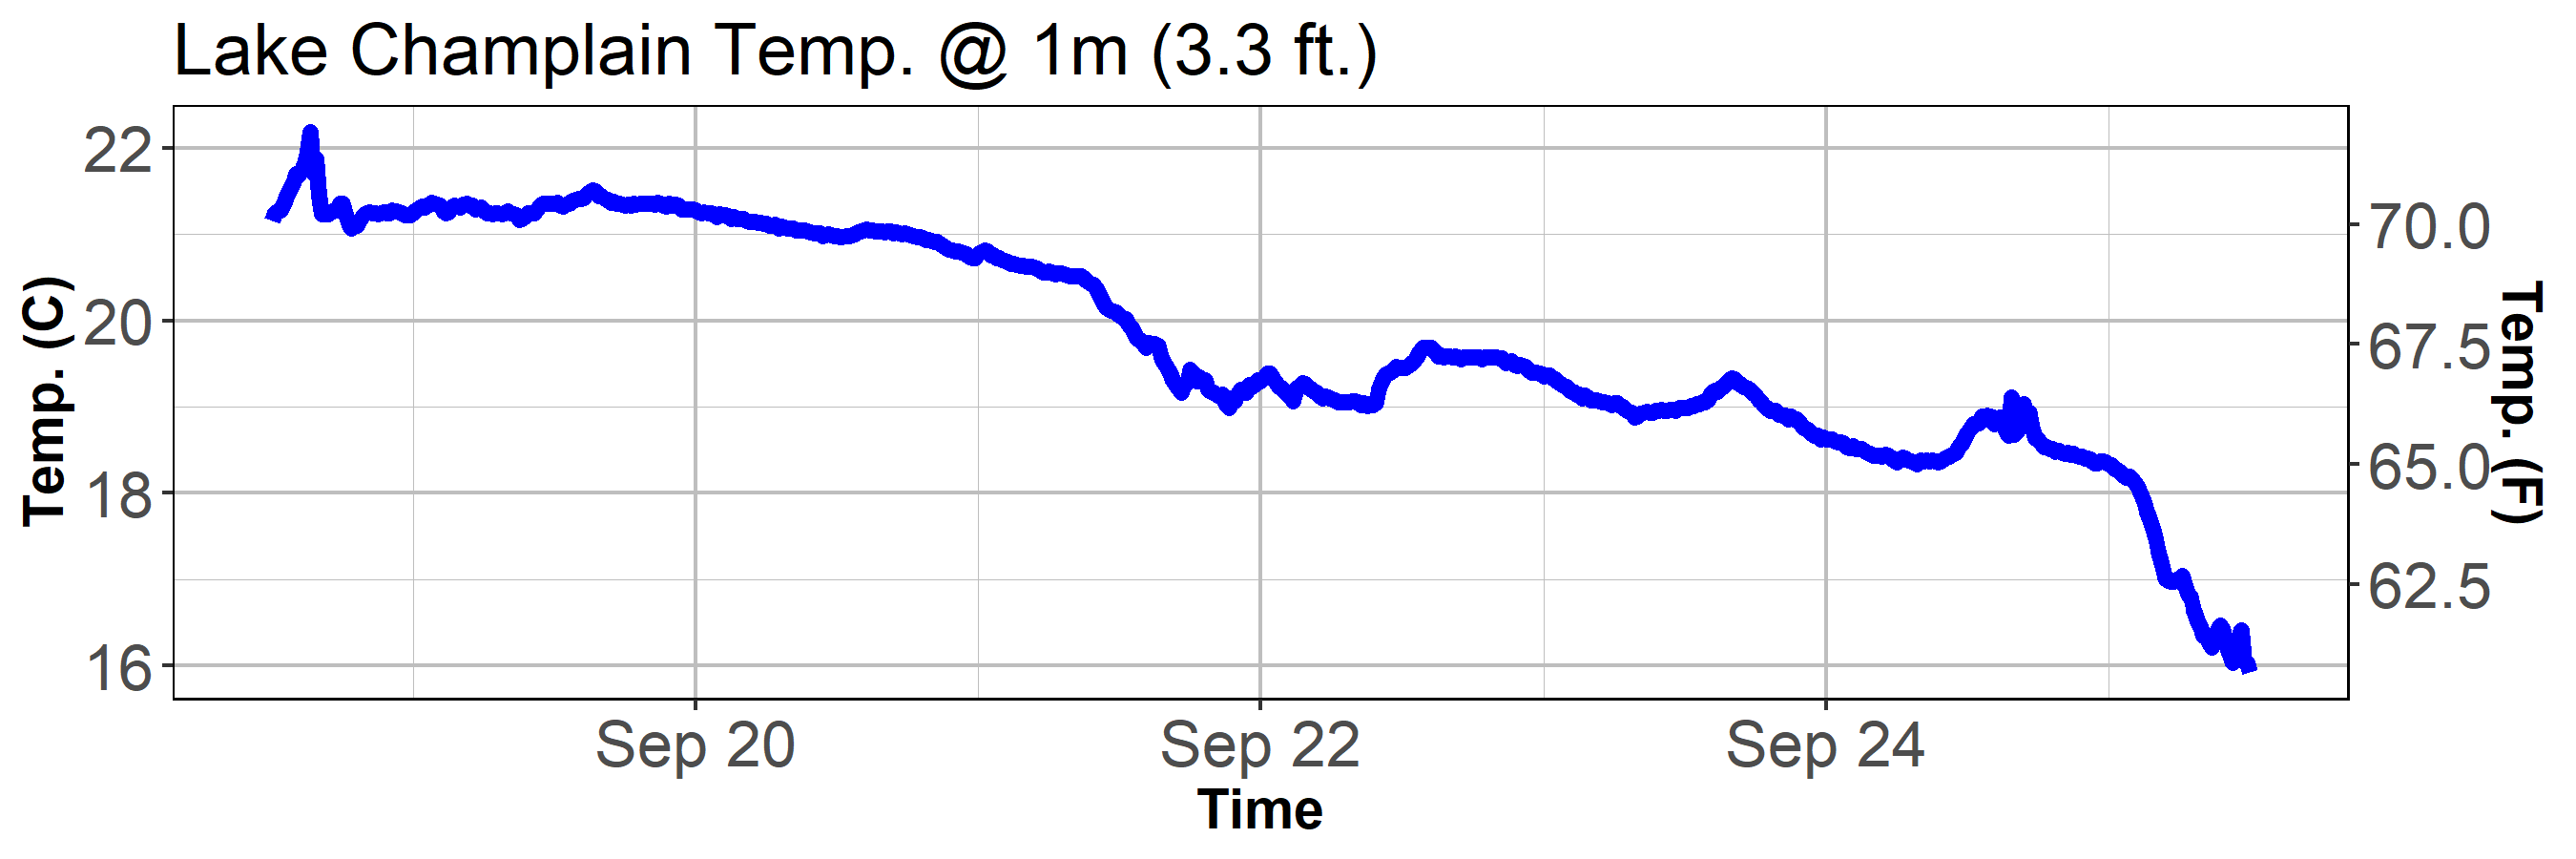 Lake Champlain Temp. @ 1m (3.3 ft.)
Temp. (C)
22
20
18
16
70.0
67.5
65.0
62.5
Temp. (F)
Sep 20
Sep 22
Sep 24
Time